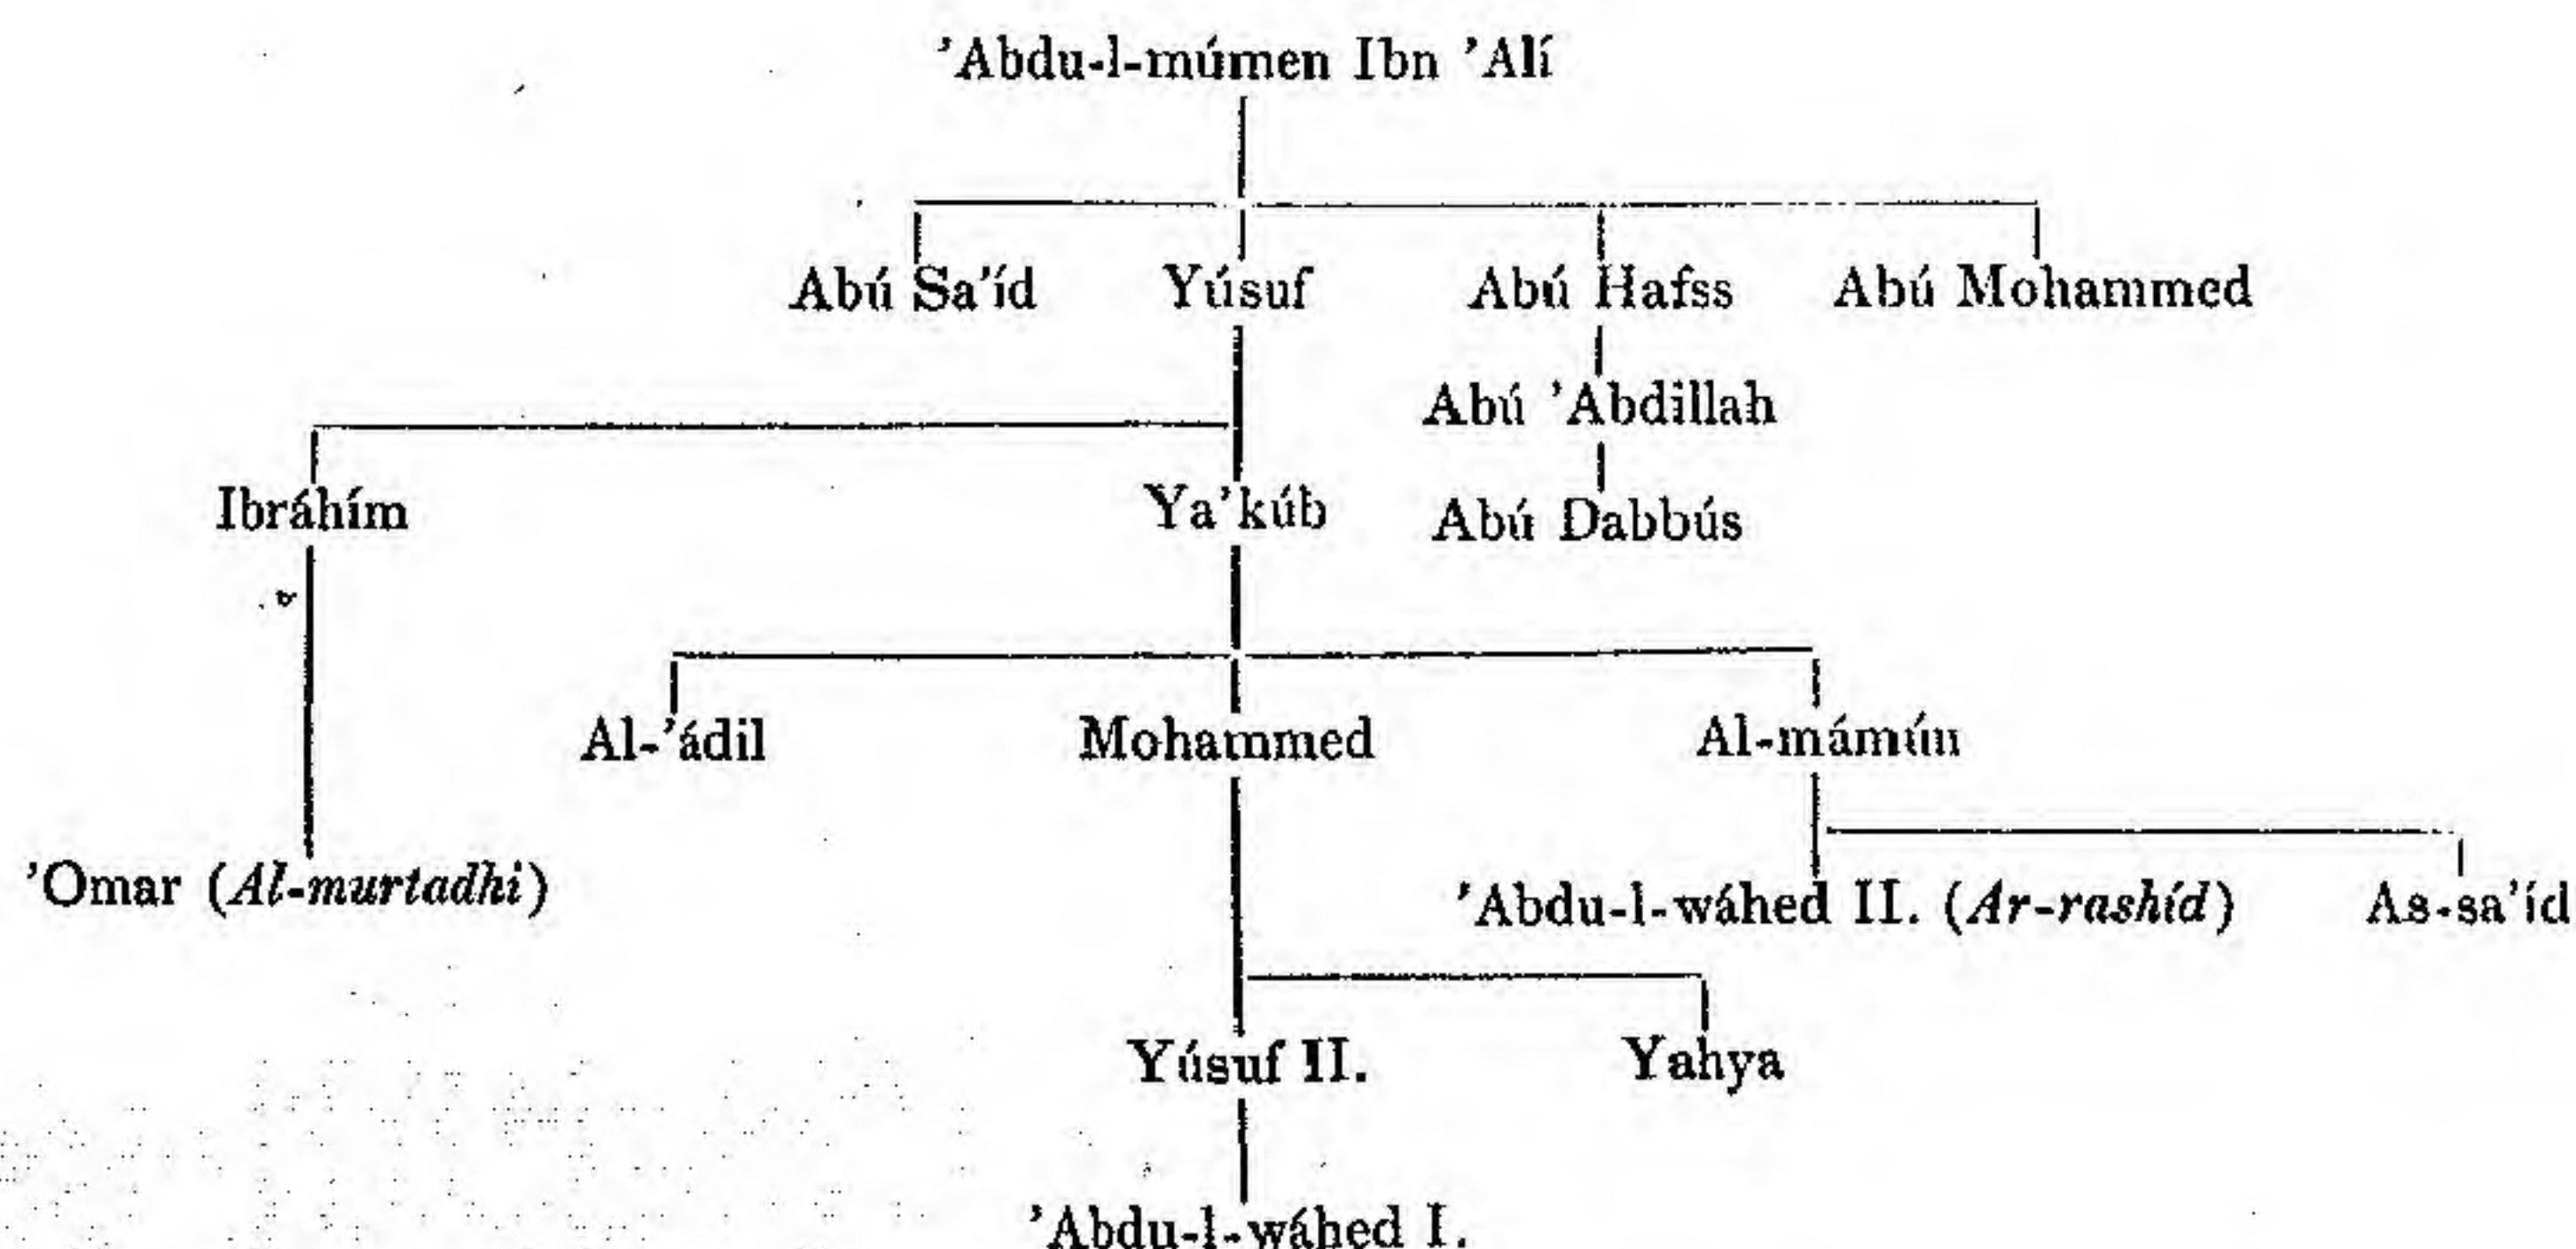 ’Abdu-l-múmen Ibn ’Alí
Abú Sa’íd Yúsuf Abú Hafss Abú Mohammed
Abú ’Abdillah
Ibráhím Ya’kúb Abú Dabbús
Al-’ádil Mohammed Al-mámún
’Omar (Al-murtadhi) ’Abdu-l-wáhed II. (Ar-rashíd) As-sa’íd
Yúsuf II. Yahya
’Abdu-l-wáhed I.